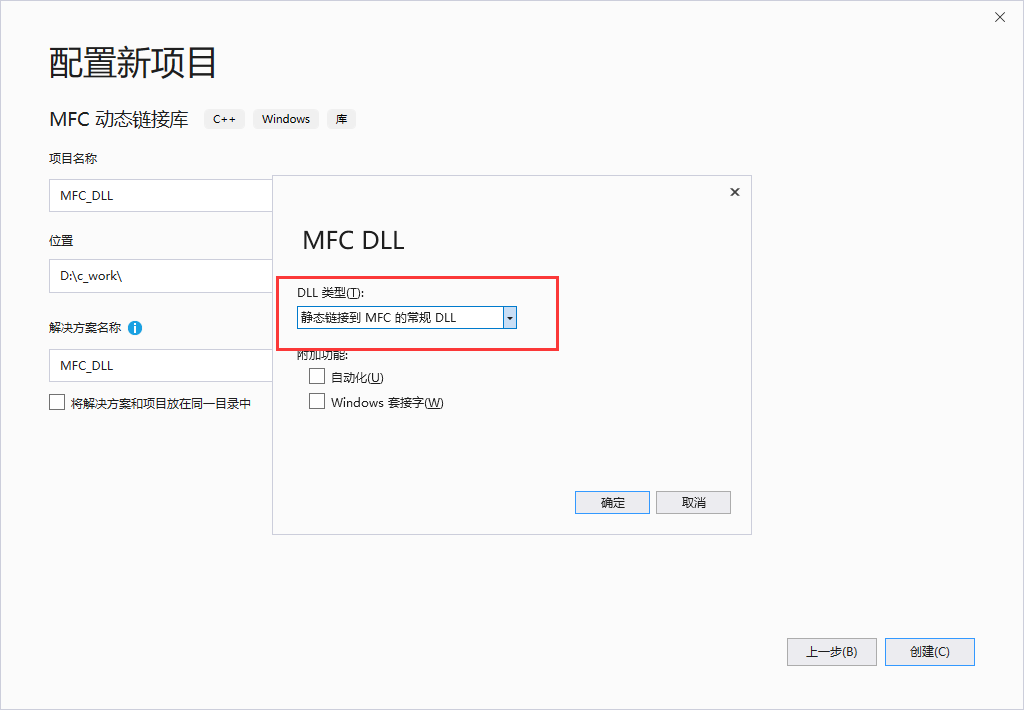 配置新项目
MFC 动态链接库 C++ Windows 库
项目名称
MFC_DLL
位置
D:\c_work\
解决方案名称
MFC_DLL
将解决方案和项目放在同一目录中
MFC DLL
DLL 类型(T):
静态链接到 MFC 的常规 DLL
附加功能:
自动化(U)
Windows 套接字(W)
确定 取消
上一步(B) 创建(C)